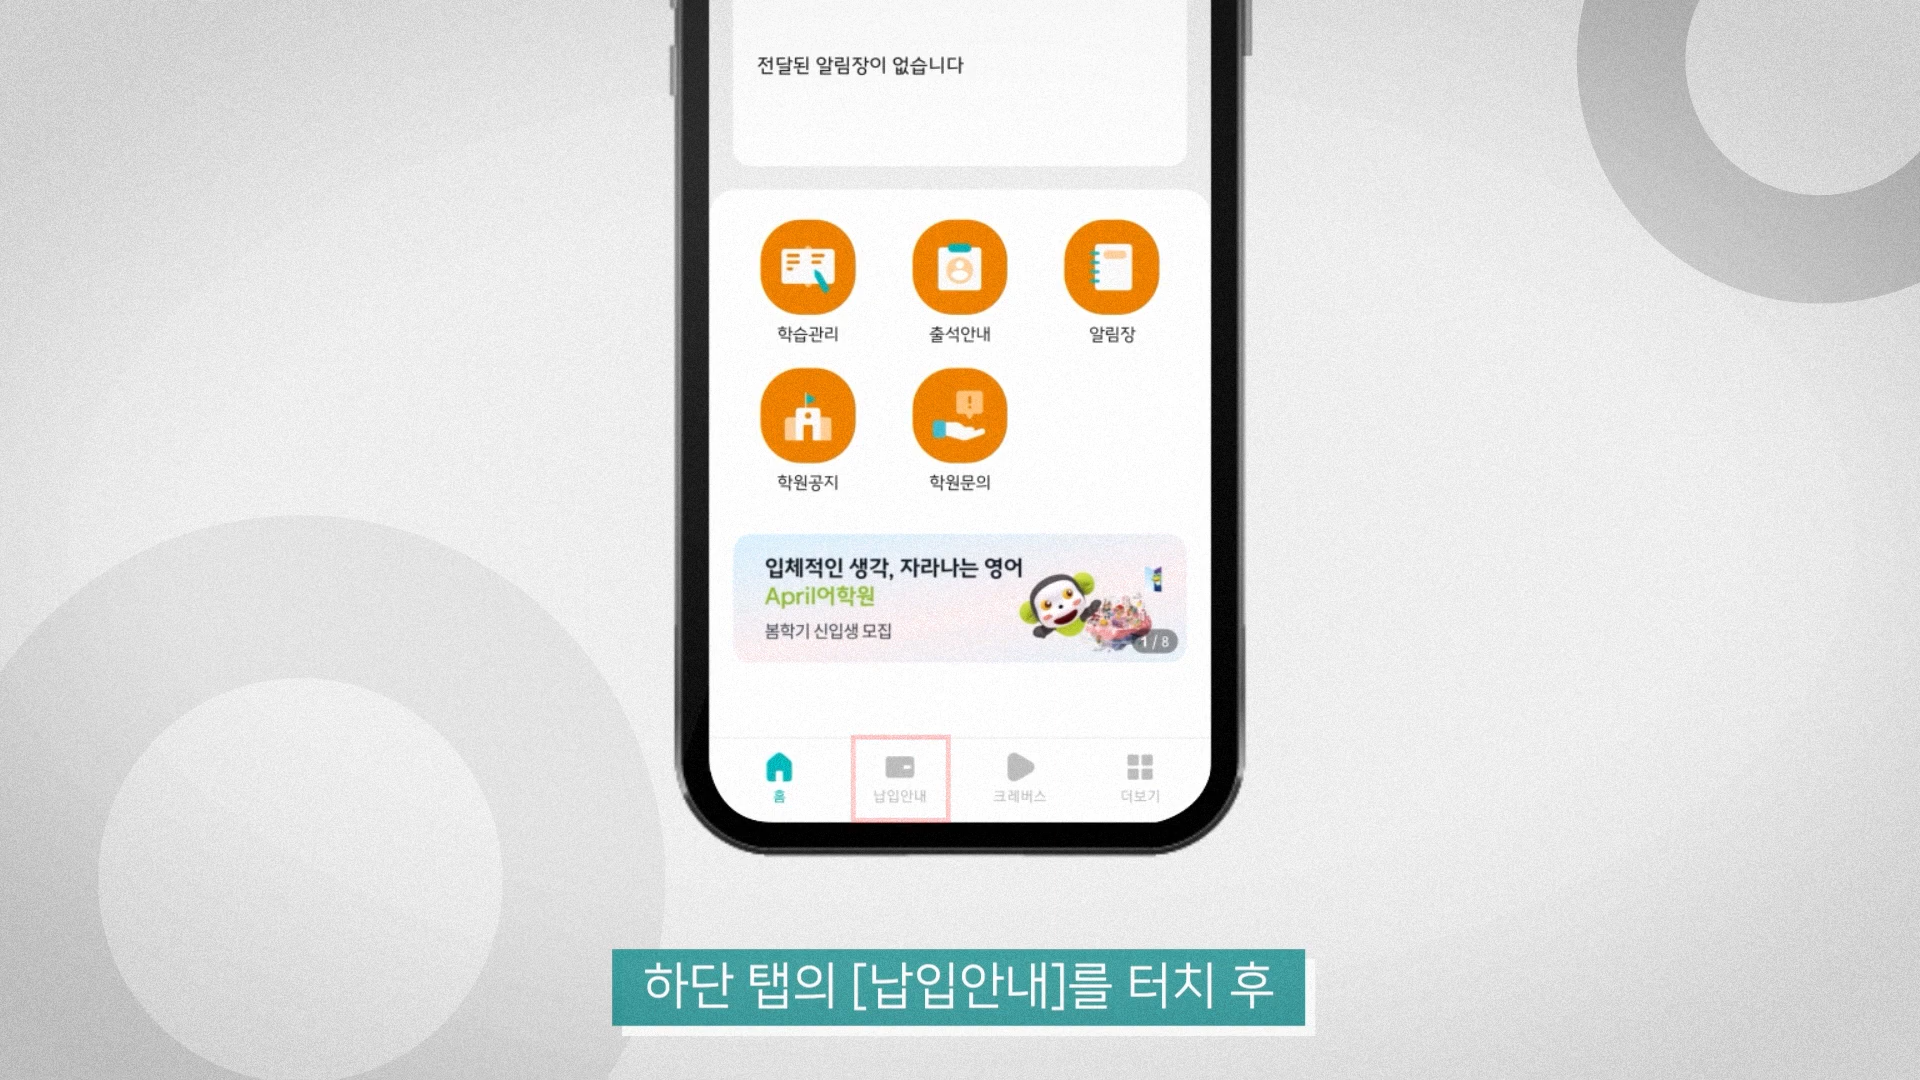 전달된 알림장이 없습니다
학습관리
출석안내
알림장
학원공지
학원문의
입체적인 생각, 자라나는 영어
April어학원
봄학기 신입생 모집
1 / 8
홈
납입안내
크레버스
더보기
하단 탭의 [납입안내]를 터치 후